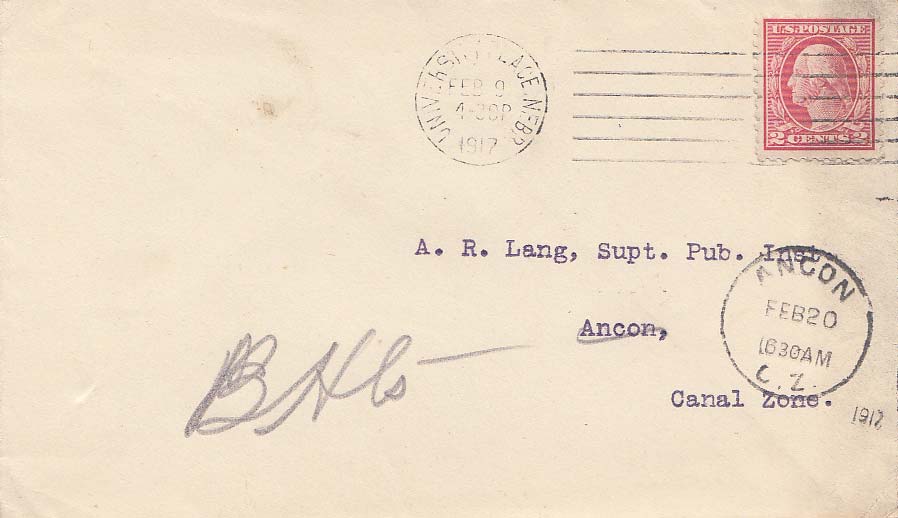 UNIVERSITY PLACE, NEBR.
FEB 9
4-30P
1917
U.S. POSTAGE
2 CENTS 2
A. R. Lang, Supt. Pub. Inst
Ancon,
Canal Zone.
ANCON
FEB 20
630AM
C. Z.
1917